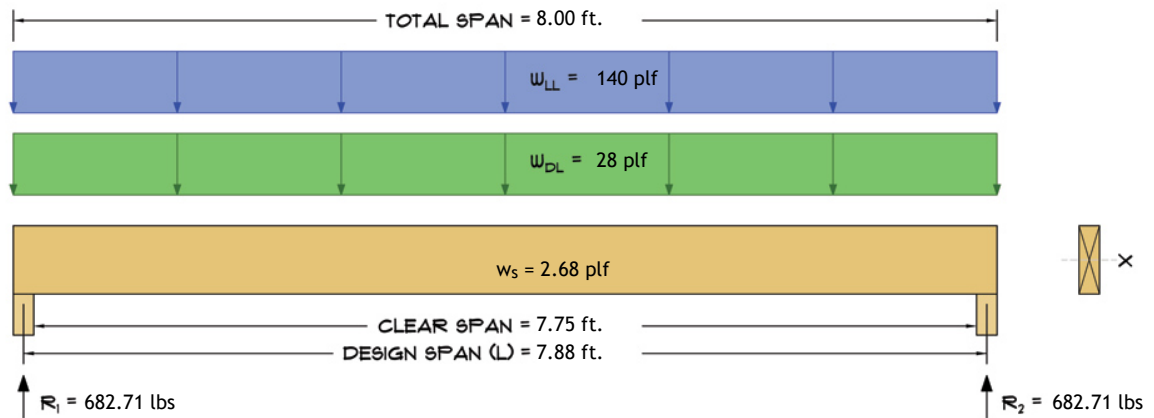 TOTAL SPAN = 8.00 ft.
WLL = 140 plf
WDL = 28 plf
ws = 2.68 plf
X
CLEAR SPAN = 7.75 ft.
DESIGN SPAN (L) = 7.88 ft.
R1 = 682.71 lbs
R2 = 682.71 lbs